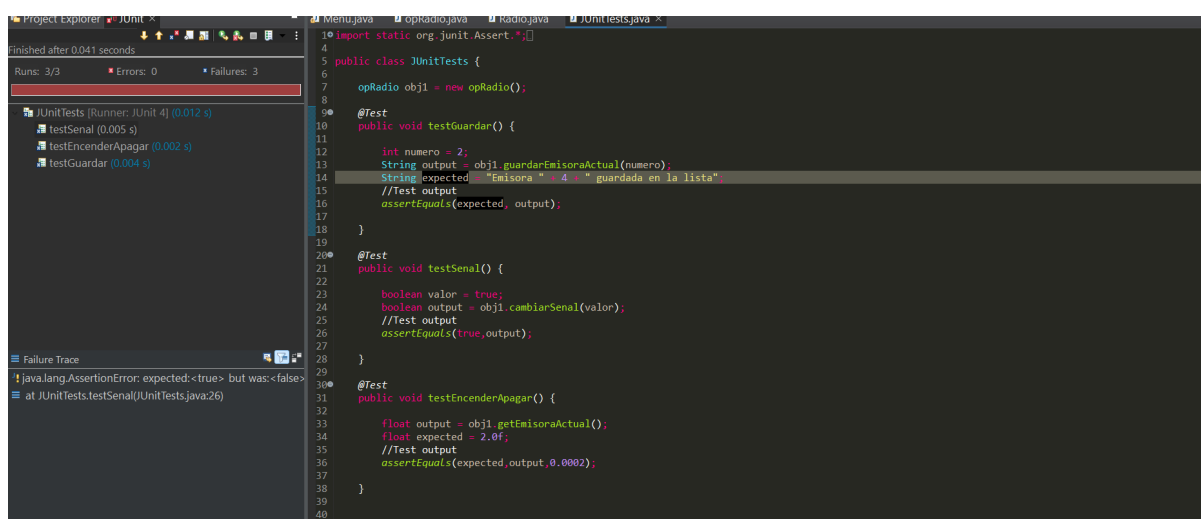 Project Explorer JUnit ×
Menu.java opRadio.java Radio.java JUnitTests.java ×
Finished after 0.041 seconds
Runs: 3/3 Errors: 0 Failures: 3
JUnitTests [Runner: JUnit 4] (0.012 s)
testSenal (0.005 s)
testEncenderApagar (0.002 s)
testGuardar (0.004 s)
Failure Trace
java.lang.AssertionError: expected:<true> but was:<false>
at JUnitTests.testSenal(JUnitTests.java:26)
1 import static org.junit.Assert.*;
4
5 public class JUnitTests {
6
7 opRadio obj1 = new opRadio();
8
9 @Test
10 public void testGuardar() {
11
12 int numero = 2;
13 String output = obj1.guardarEmisoraActual(numero);
14 String expected = "Emisora " + 4 + " guardada en la lista";
15 //Test output
16 assertEquals(expected, output);
17
18 }
19
20 @Test
21 public void testSenal() {
22
23 boolean valor = true;
24 boolean output = obj1.cambiarSenal(valor);
25 //Test output
26 assertEquals(true,output);
27
28 }
29
30 @Test
31 public void testEncenderApagar() {
32
33 float output = obj1.getEmisoraActual();
34 float expected = 2.0f;
35 //Test output
36 assertEquals(expected,output,0.0002);
37
38 }
39
40